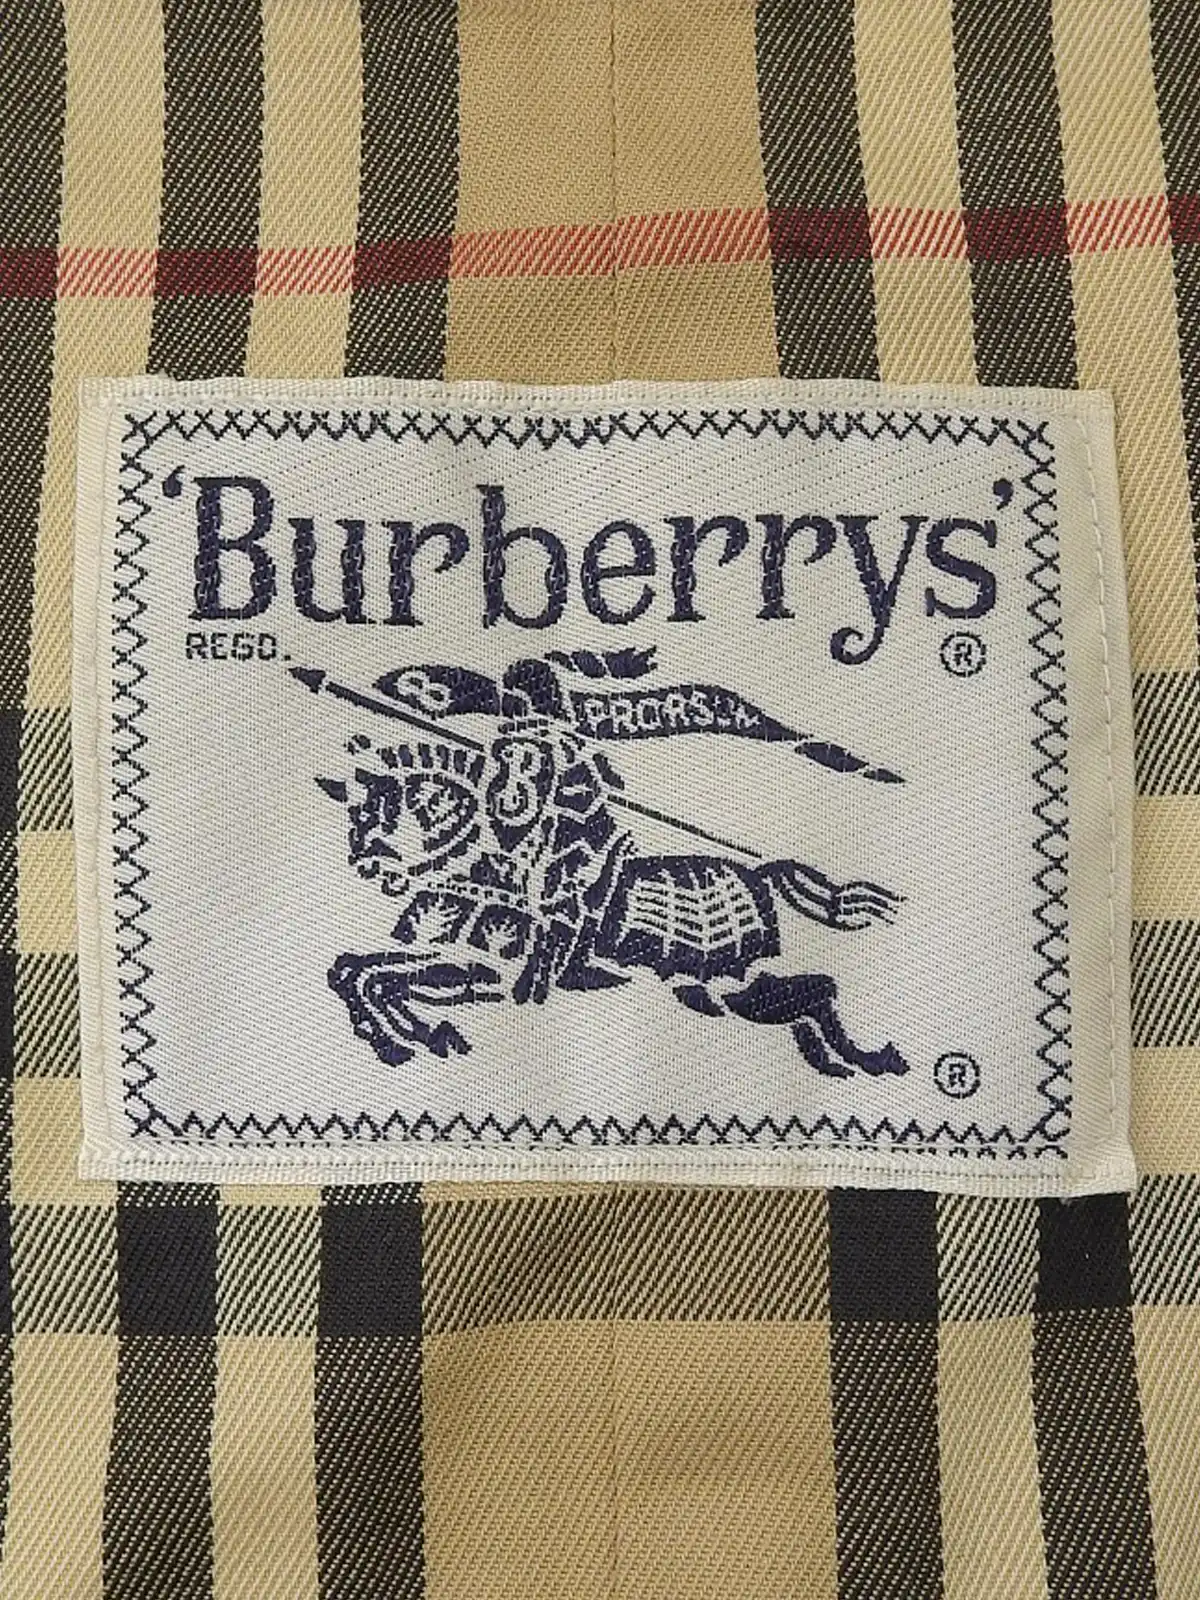 'Burberrys'
REGD. ®
B PRORSUM
B
®